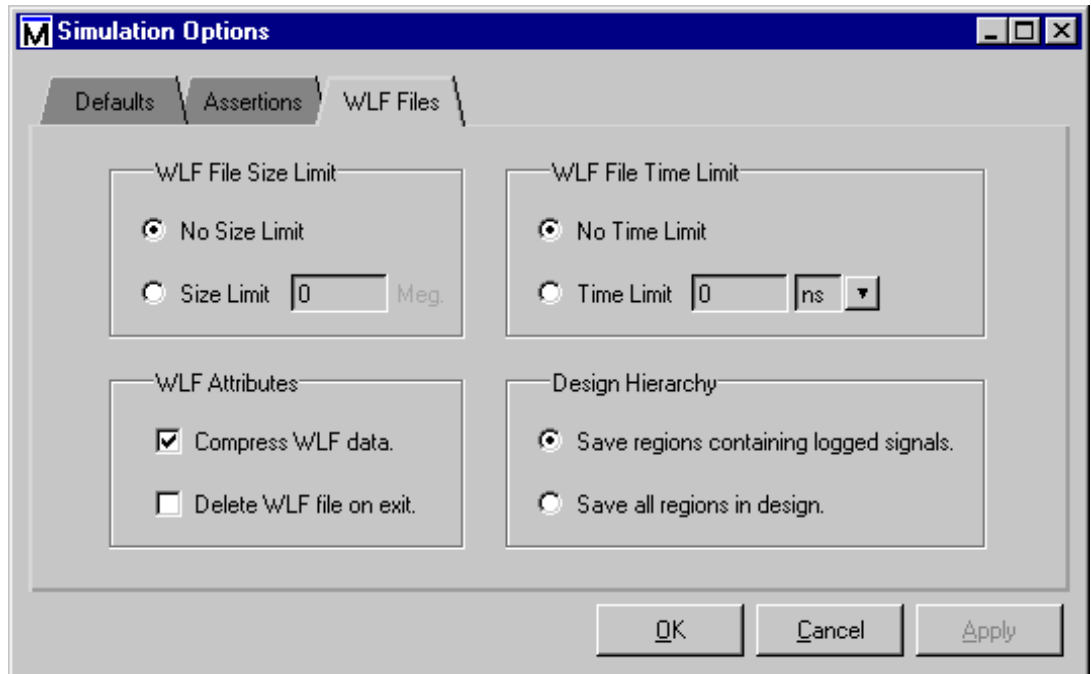 Simulation Options
Defaults Assertions WLF Files
WLF File Size Limit
No Size Limit
Size Limit 0 Meg.
WLF File Time Limit
No Time Limit
Time Limit 0 ns
WLF Attributes
Compress WLF data.
Delete WLF file on exit.
Design Hierarchy
Save regions containing logged signals.
Save all regions in design.
OK Cancel Apply